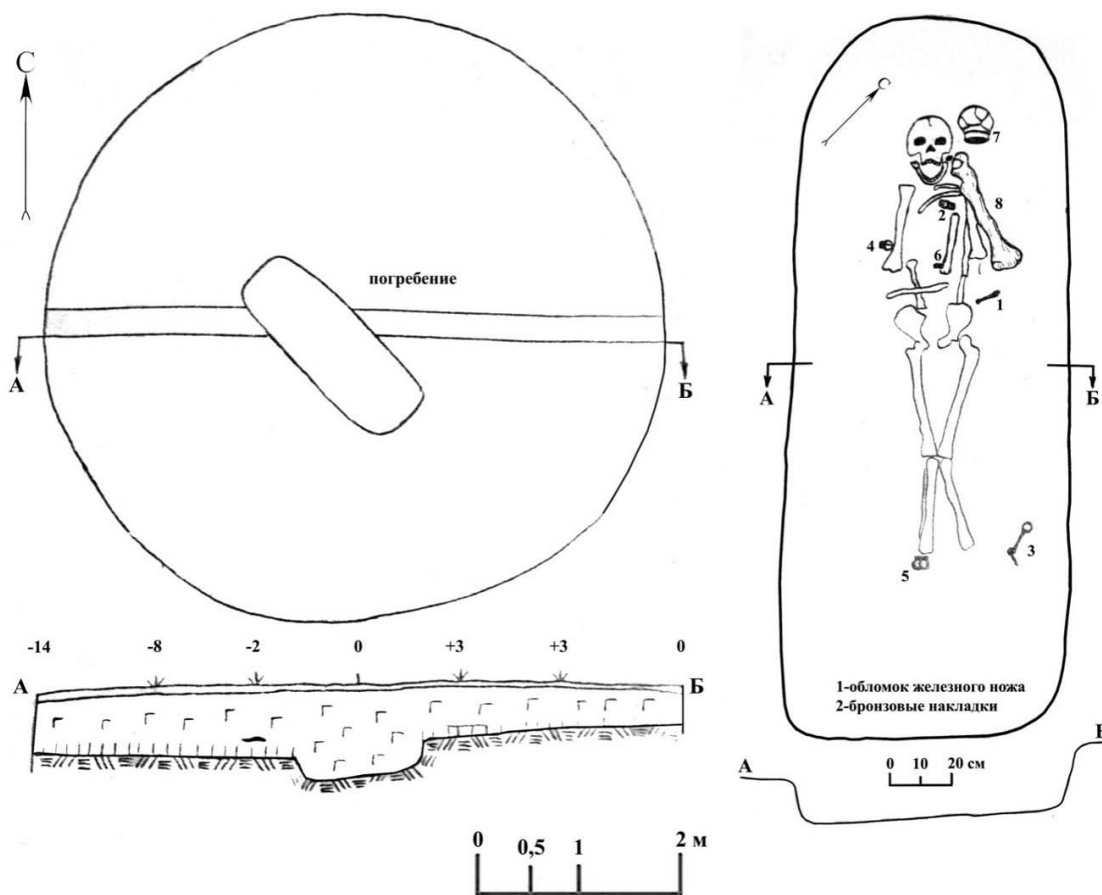 С
погребение
А
Б
-14 -8 -2 0 +3 +3 0
А
Б
0 0,5 1 2 м
С
7
8
2
4
6
1
А
Б
3
5
1-обломок железного ножа
2-бронзовые накладки
А
0 10 20 см